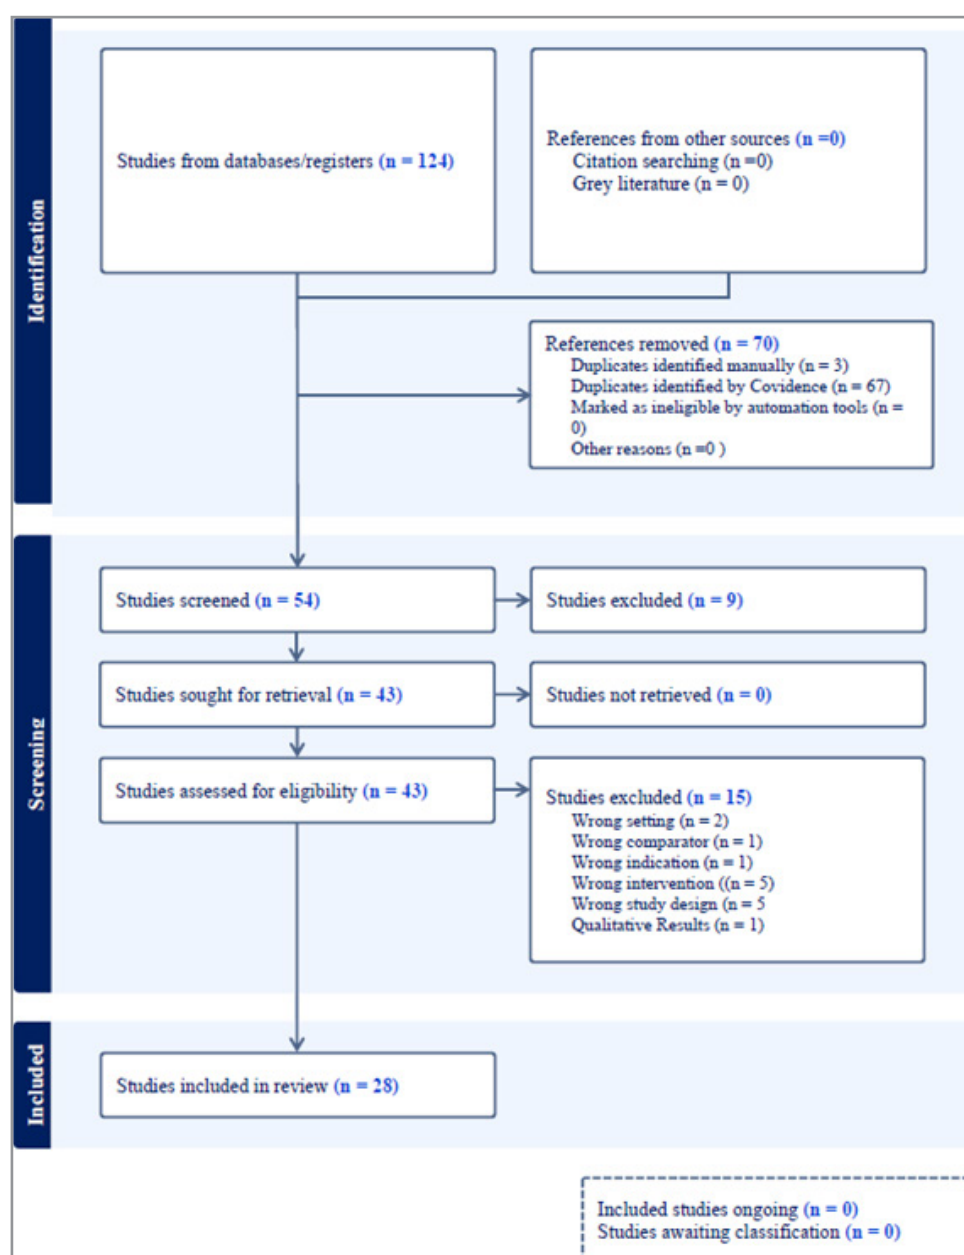 Identification
Studies from databases/registers (n = 124)
References from other sources (n =0)
Citation searching (n =0)
Grey literature (n = 0)
References removed (n = 70)
Duplicates identified manually (n = 3)
Duplicates identified by Covidence (n = 67)
Marked as ineligible by automation tools (n =
0)
Other reasons (n =0 )
Screening
Studies screened (n = 54)
Studies excluded (n = 9)
Studies sought for retrieval (n = 43)
Studies not retrieved (n = 0)
Studies assessed for eligibility (n = 43)
Studies excluded (n = 15)
Wrong setting (n = 2)
Wrong comparator (n = 1)
Wrong indication (n = 1)
Wrong intervention ((n = 5)
Wrong study design (n = 5
Qualitative Results (n = 1)
Included
Studies included in review (n = 28)
Included studies ongoing (n = 0)
Studies awaiting classification (n = 0)